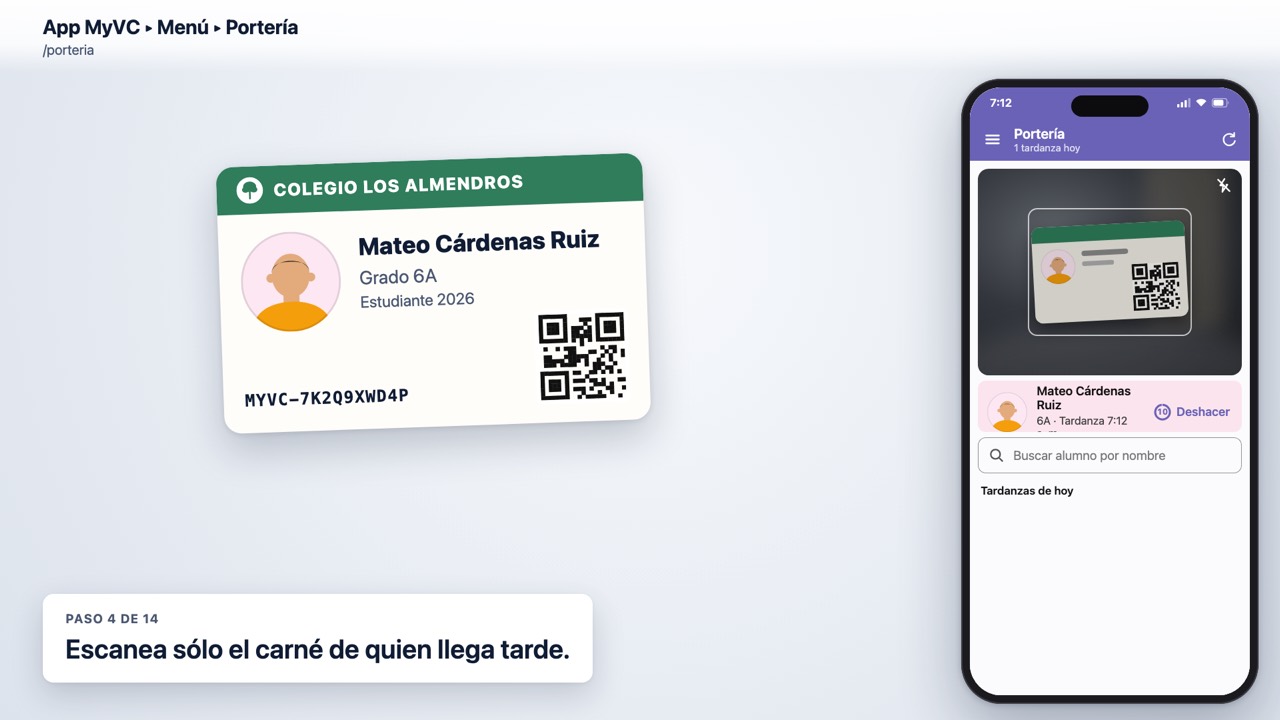 App MyVC ▸ Menú ▸ Portería
/porteria
COLEGIO LOS ALMENDROS
Mateo Cárdenas Ruiz
Grado 6A
Estudiante 2026
MYVC-7K2Q9XWD4P
PASO 4 DE 14
Escanea sólo el carné de quien llega tarde.
7:12
Portería
1 tardanza hoy
Mateo Cárdenas
Ruiz
6A · Tardanza 7:12
10 Deshacer
Buscar alumno por nombre
Tardanzas de hoy